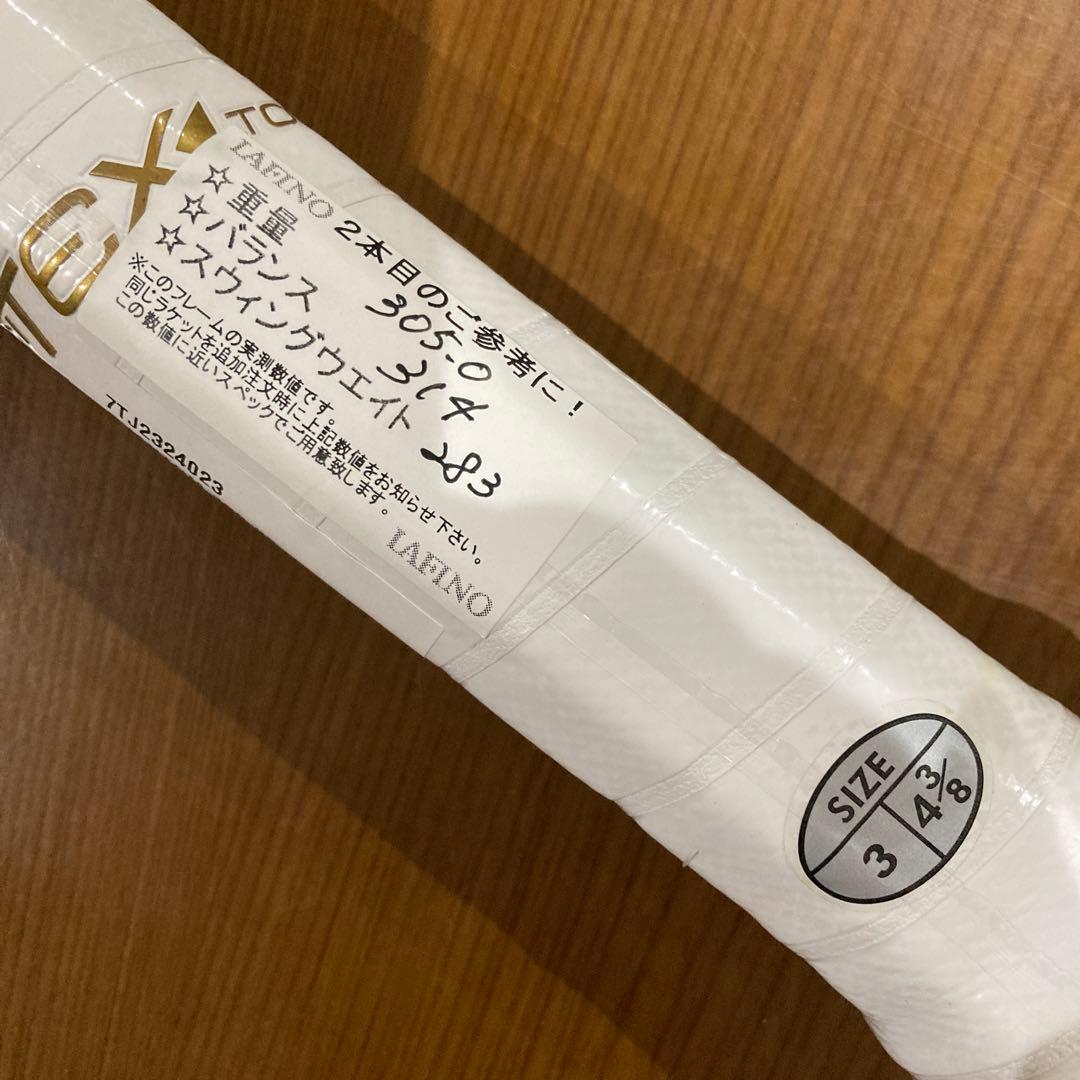 TEX
TO
LAFINO
2本目のご参考に!
☆ 重量 305.0
☆ バランス 314
☆ スウィングウエイト 283
※このフレームの実測数値です。
同じラケットを追加注文時に上記数値をお知らせ下さい。
この数値に近いスペックでご用意致します。
LAFINO
7TJ2324023
SIZE
3
4 3/8